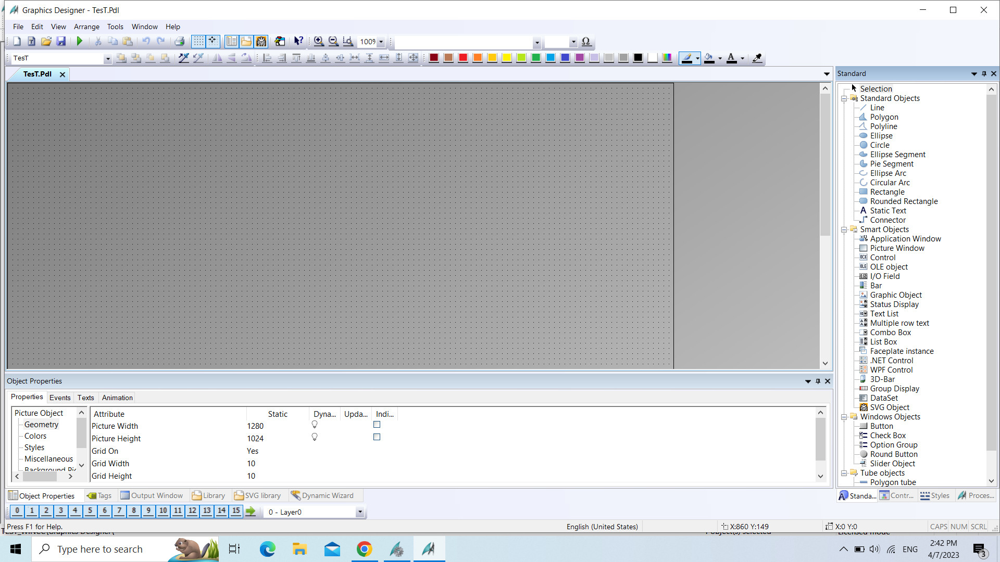 Graphics Designer - TesT.Pdl
File Edit View Arrange Tools Window Help
100%
Ω
TesT
A
TesT.Pdl
Standard
Selection
Standard Objects
Line
Polygon
Polyline
Ellipse
Circle
Ellipse Segment
Pie Segment
Ellipse Arc
Circular Arc
Rectangle
Rounded Rectangle
A Static Text
Connector
Smart Objects
Application Window
Picture Window
OCX Control
OLE OLE object
0.12 I/O Field
Bar
Graphic Object
Status Display
Text List
Multiple row text
Combo Box
List Box
Faceplate instance
.NET Control
WPF Control
3D-Bar
Group Display
DataSet
SVG Object
Windows Objects
Button
Check Box
Option Group
Round Button
Slider Object
Tube objects
Polygon tube
Standa... Contr... Styles Proces...
Object Properties
Properties Events Texts Animation
Picture Object
Geometry
Colors
Styles
Miscellaneous
Background Pic
Attribute Static Dyna... Upda... Indi...
Picture Width 1280
Picture Height 1024
Grid On Yes
Grid Width 10
Grid Height 10
Object Properties Tags Output Window Library SVG library Dynamic Wizard
0 1 2 3 4 5 6 7 8 9 10 11 12 13 14 15 0 - Layer0
Press F1 for Help. English (United States) X:860 Y:149 X:0 Y:0 CAPS NUM SCRL
Type here to search
ENG
2:42 PM
4/7/2023
3